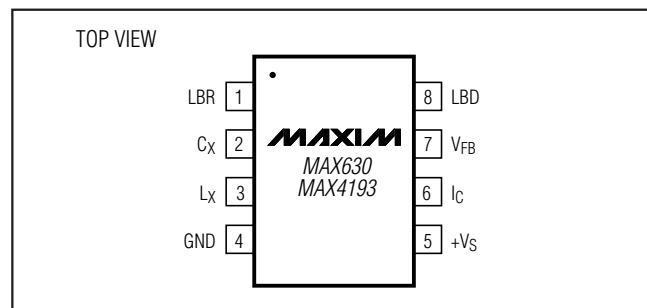 TOP VIEW
LBR 1
8 LBD
CX 2
MAXIM
7 VFB
MAX630
MAX4193
LX 3
6 IC
GND 4
5 +VS